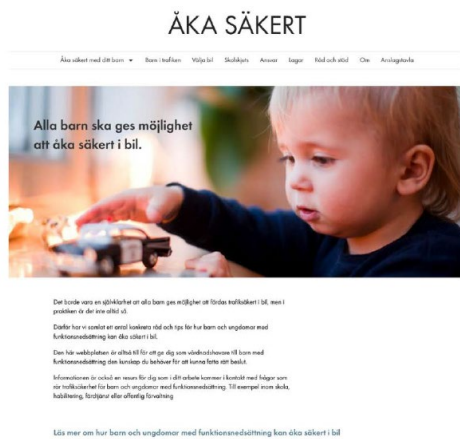 ÅKA SÄKERT
Åka säkert med ditt barn Barn i trafiken Välja bil Skolskjuts Ansvar Lagar Råd och stöd Om Anslagstavla
Alla barn ska ges möjlighet
att åka säkert i bil.
Det borde vara en självklarhet att alla barn ges möjlighet att färdas trafiksäkert i bil, men i
praktiken är det inte alltid så.
Därför har vi samlat ett antal konkreta råd och tips för hur barn och ungdomar med
funktionsnedsättning kan åka säkert i bil.
Den här webbplatsen är alltså till för att ge dig som vårdnadshavare till barn med
funktionsnedsättning den kunskap du behöver för att kunna fatta rätt beslut.
Informationen är också en resurs för dig som i ditt arbete kommer i kontakt med frågor som
rör trafiksäkerhet för barn och ungdomar med funktionsnedsättning. Till exempel inom skola,
habilitering, färdtjänst eller offentlig förvaltning
Läs mer om hur barn och ungdomar med funktionsnedsättning kan åka säkert i bil